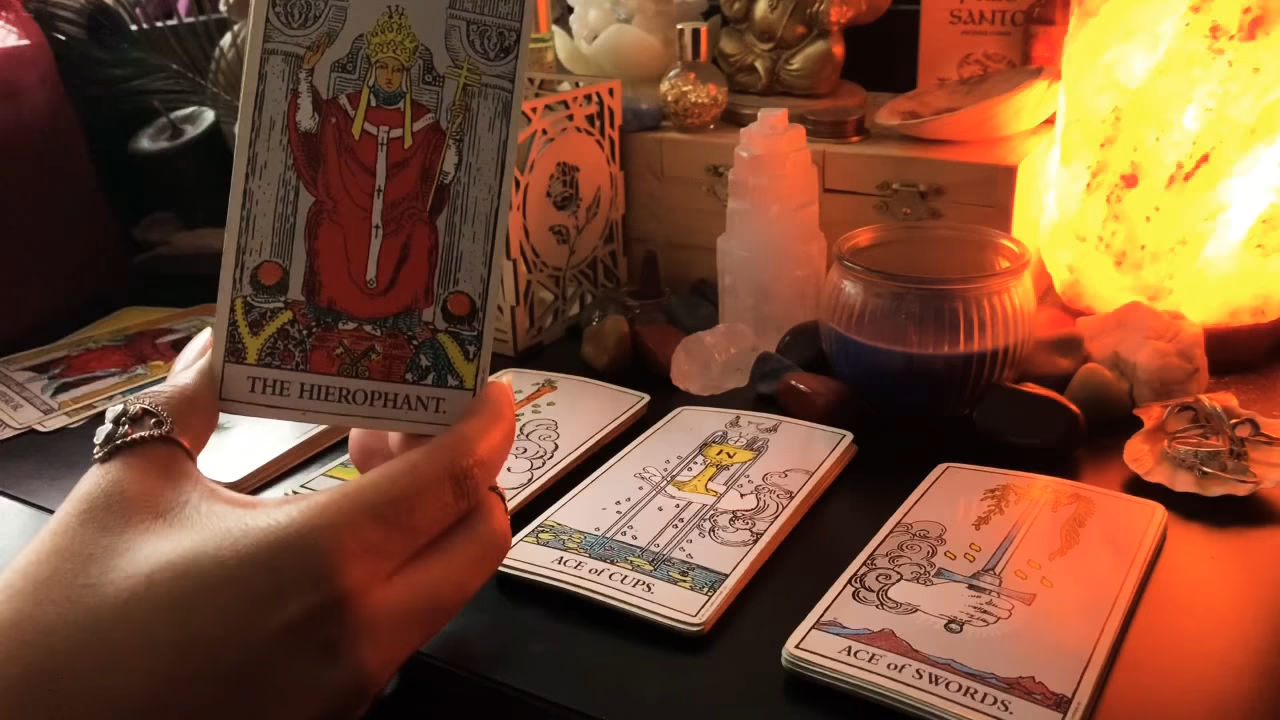 SANTO
THE HIEROPHANT.
ACE of CUPS.
ACE of SWORDS.